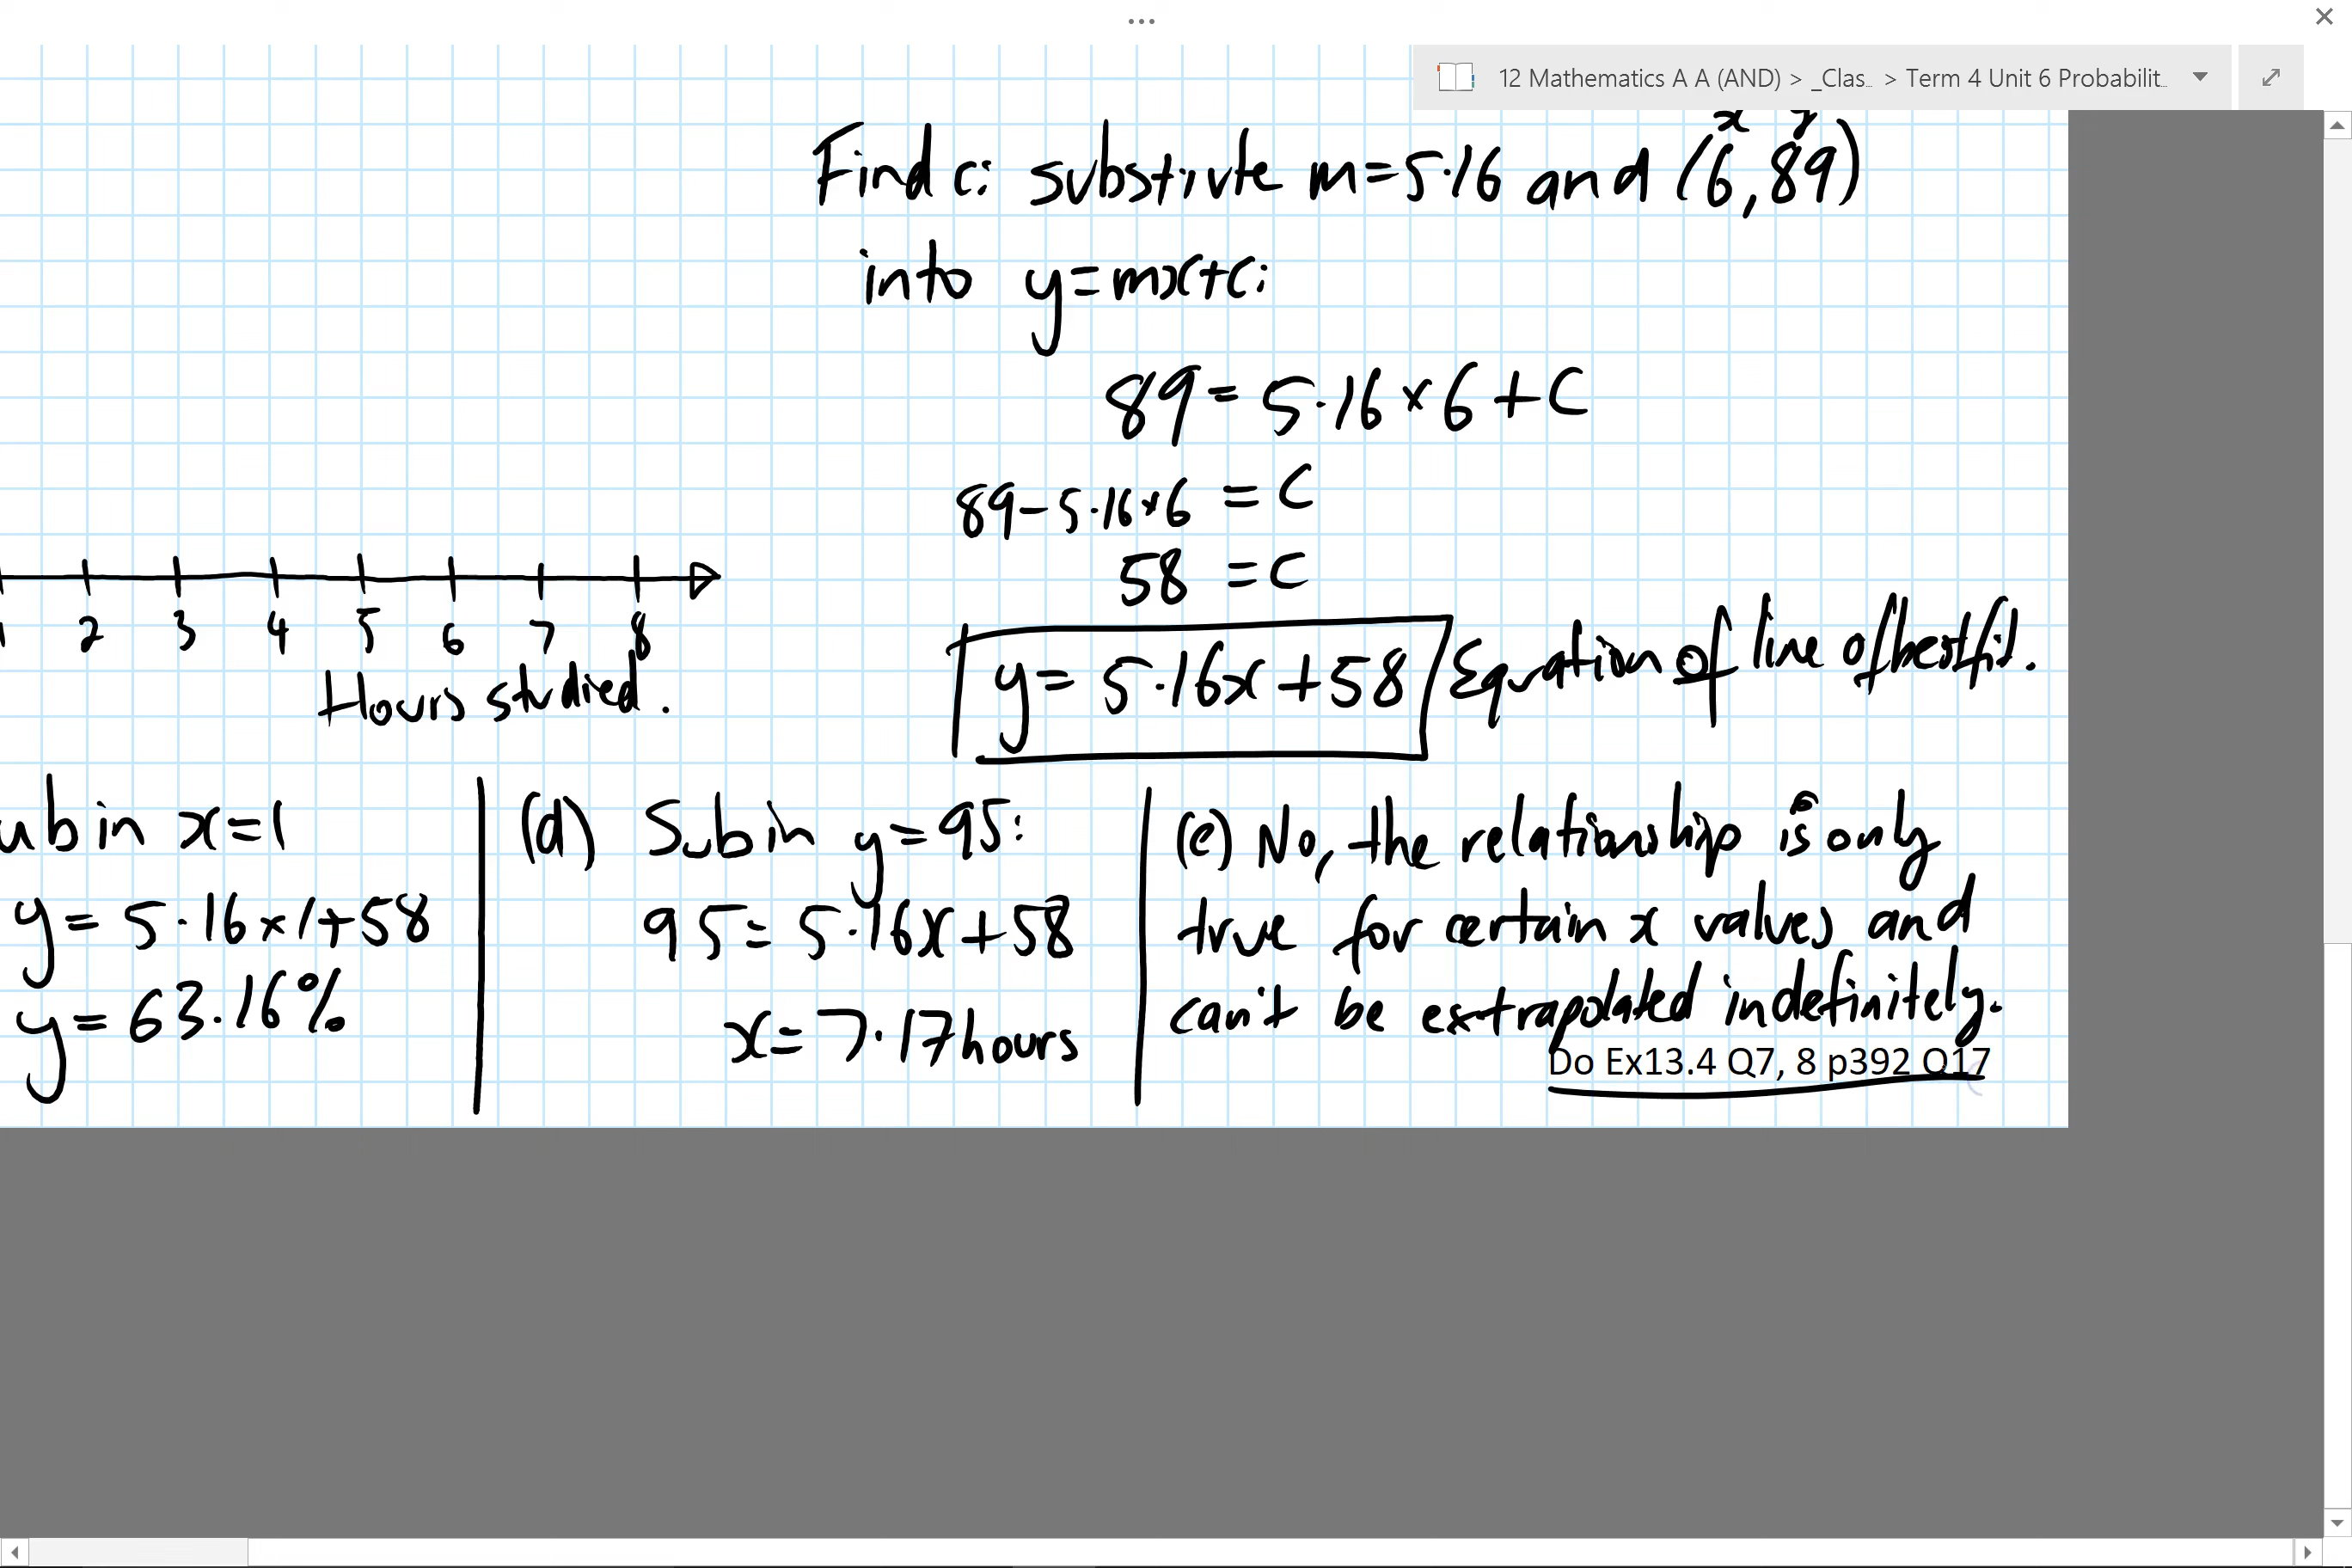 12 Mathematics A A (AND) > _Clas... > Term 4 Unit 6 Probabilit...
x y
Find c: substitute m=5.16 and (6,89)
into y=mx+c:
89=5.16×6+C
89-5.16×6 = C
58 = C
y=5.16x+58 Equation of line of best fit.
2 3 4 5 6 7 8
Hours studied.
ub in x=1
y=5.16×1+58
y=63.16%
(d) Sub in y=95:
95=5.16x+58
x=7.17hours
(e) No, the relationship is only
true for certain x values and
can't be extrapolated indefinitely.
Do Ex13.4 Q7, 8 p392 Q17